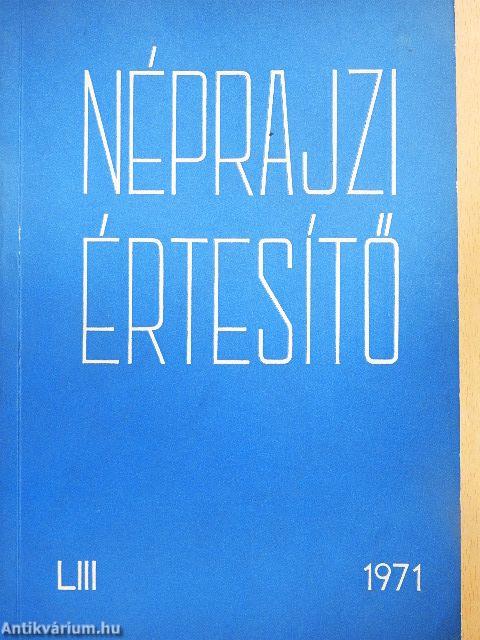 NÉPRAJZI
ÉRTESÍTŐ
LIII 1971
Antikvárium.hu